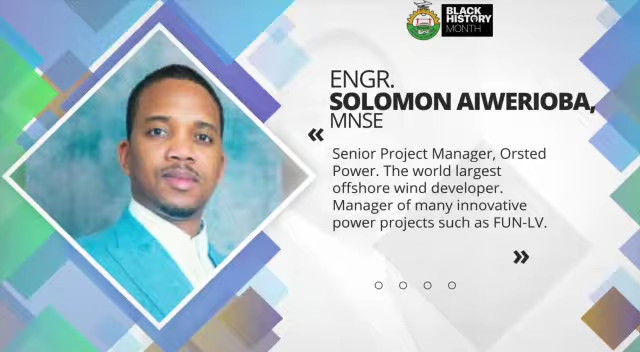 BLACK
HISTORY
MONTH
ENGR.
SOLOMON AIWERIOBA,
MNSE
«
Senior Project Manager, Orsted
Power. The world largest
offshore wind developer.
Manager of many innovative
power projects such as FUN-LV.
»